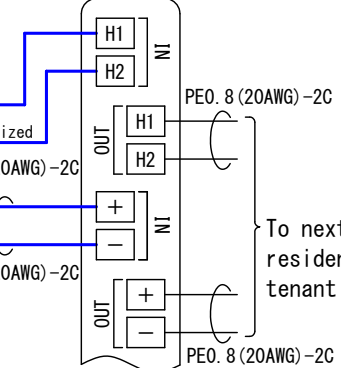 H1
IN
H2
PE0.8(20AWG)-2C
ized
H1
OUT
H2
0AWG)-2C
+
IN
−
To next
residen
tenant
0AWG)-2C
+
OUT
−
PE0.8(20AWG)-2C